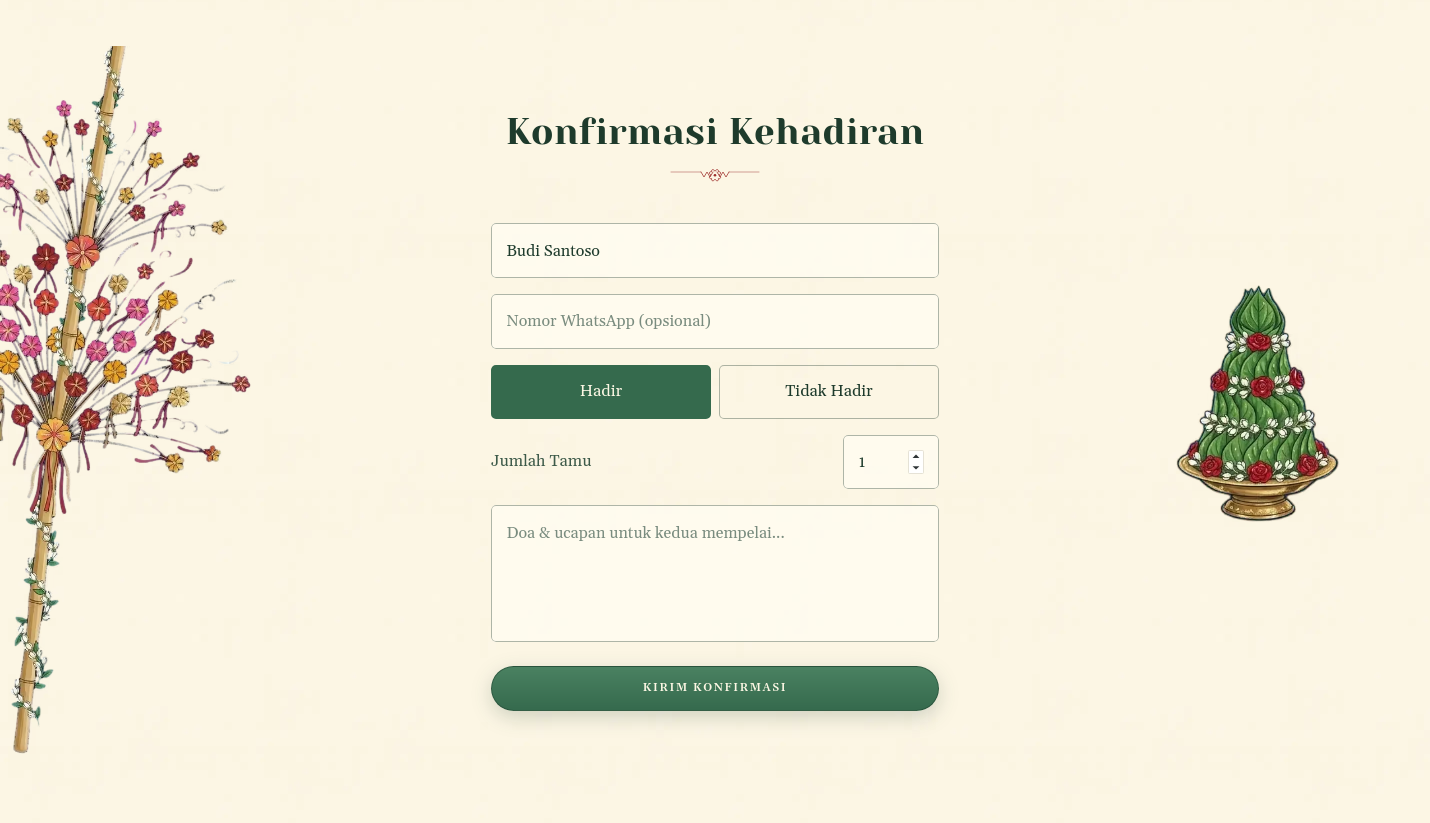 Konfirmasi Kehadiran
Budi Santoso
Nomor WhatsApp (opsional)
Hadir
Tidak Hadir
Jumlah Tamu
1
Doa & ucapan untuk kedua mempelai...
KIRIM KONFIRMASI